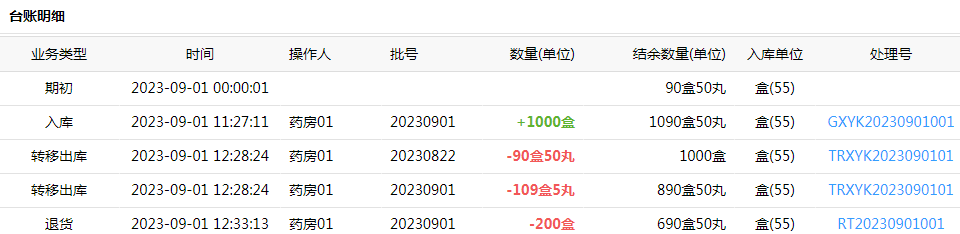 台账明细
业务类型 时间 操作人 批号 数量(单位) 结余数量(单位) 入库单位 处理号
期初 2023-09-01 00:00:01 90盒50丸 盒(55)
入库 2023-09-01 11:27:11 药房01 20230901 +1000盒 1090盒50丸 盒(55) GXYK20230901001
转移出库 2023-09-01 12:28:24 药房01 20230822 -90盒50丸 1000盒 盒(55) TRXYK2023090101
转移出库 2023-09-01 12:28:24 药房01 20230901 -109盒5丸 890盒50丸 盒(55) TRXYK2023090101
退货 2023-09-01 12:33:13 药房01 20230901 -200盒 690盒50丸 盒(55) RT20230901001